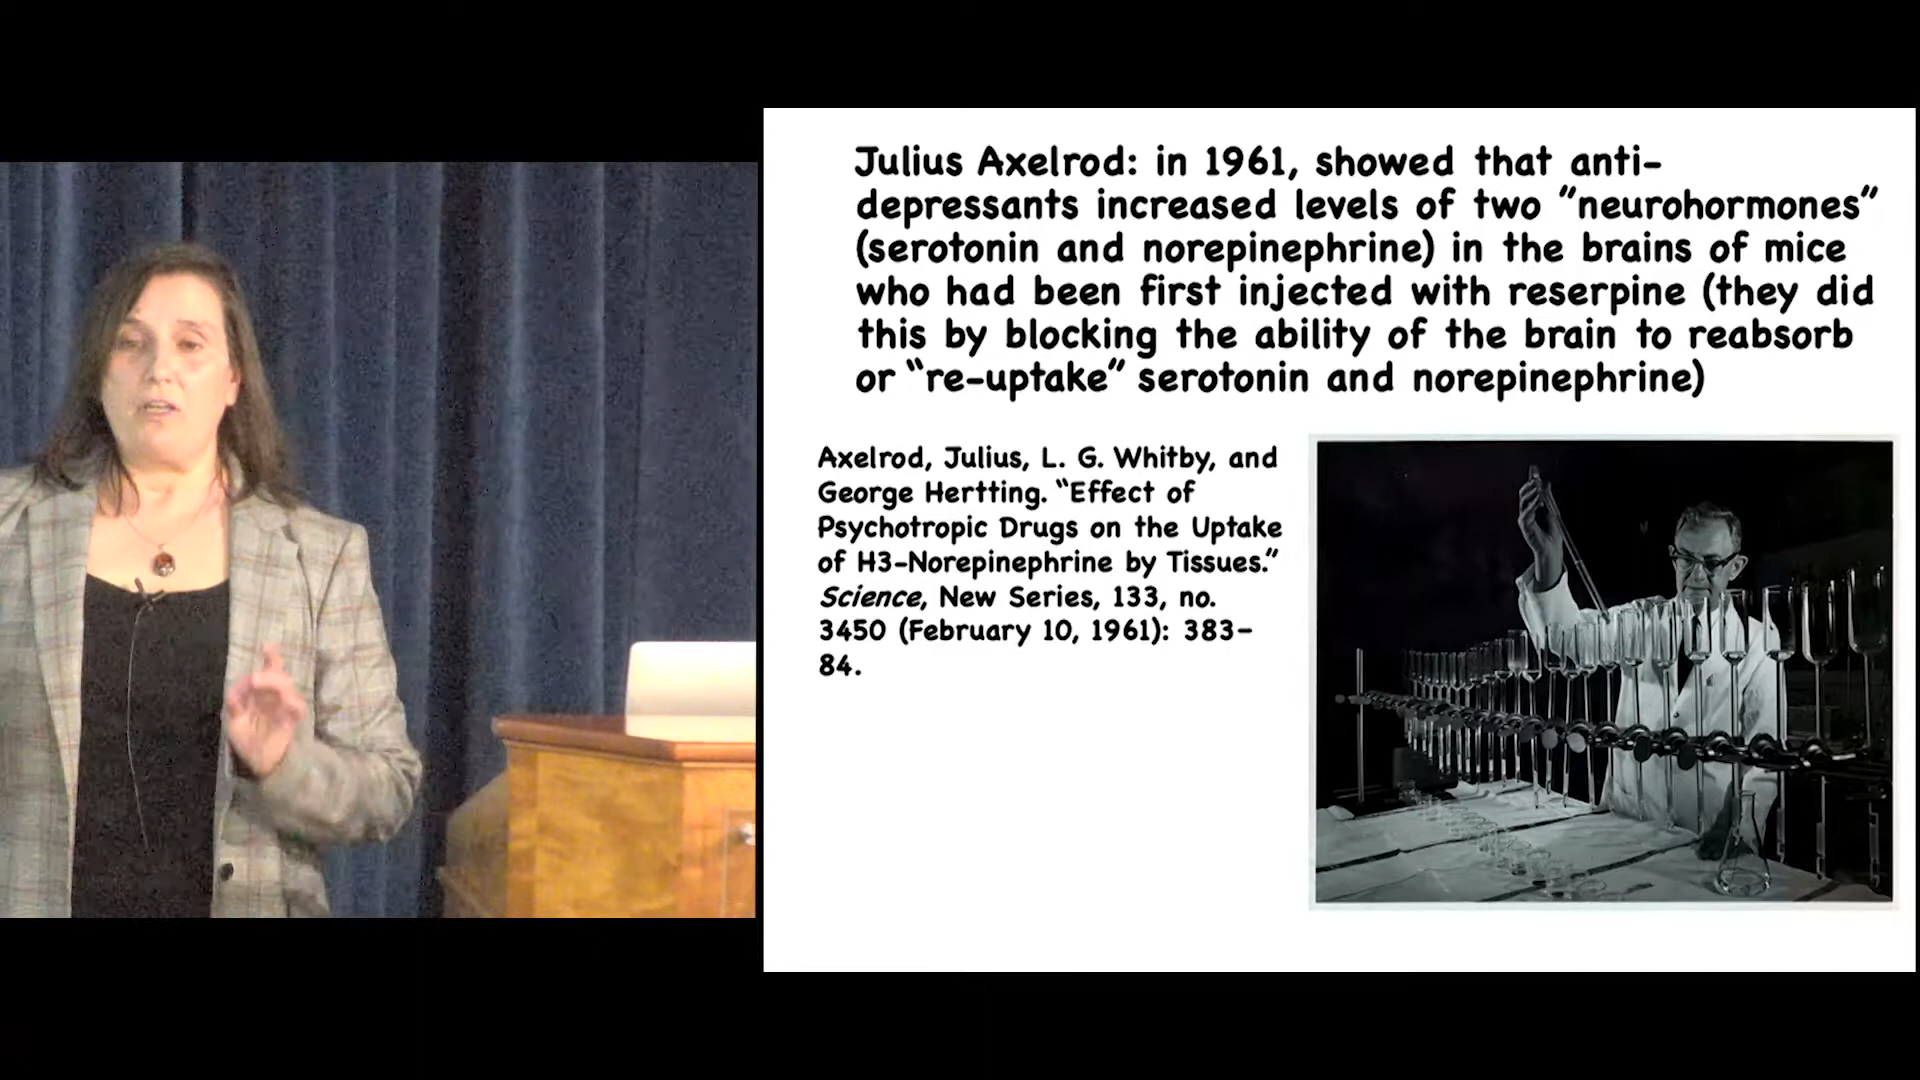 Julius Axelrod: in 1961, showed that anti-
depressants increased levels of two “neurohormones”
(serotonin and norepinephrine) in the brains of mice
who had been first injected with reserpine (they did
this by blocking the ability of the brain to reabsorb
or “re-uptake” serotonin and norepinephrine)
Axelrod, Julius, L. G. Whitby, and
George Hertting. “Effect of
Psychotropic Drugs on the Uptake
of H3-Norepinephrine by Tissues.”
Science, New Series, 133, no.
3450 (February 10, 1961): 383–
84.